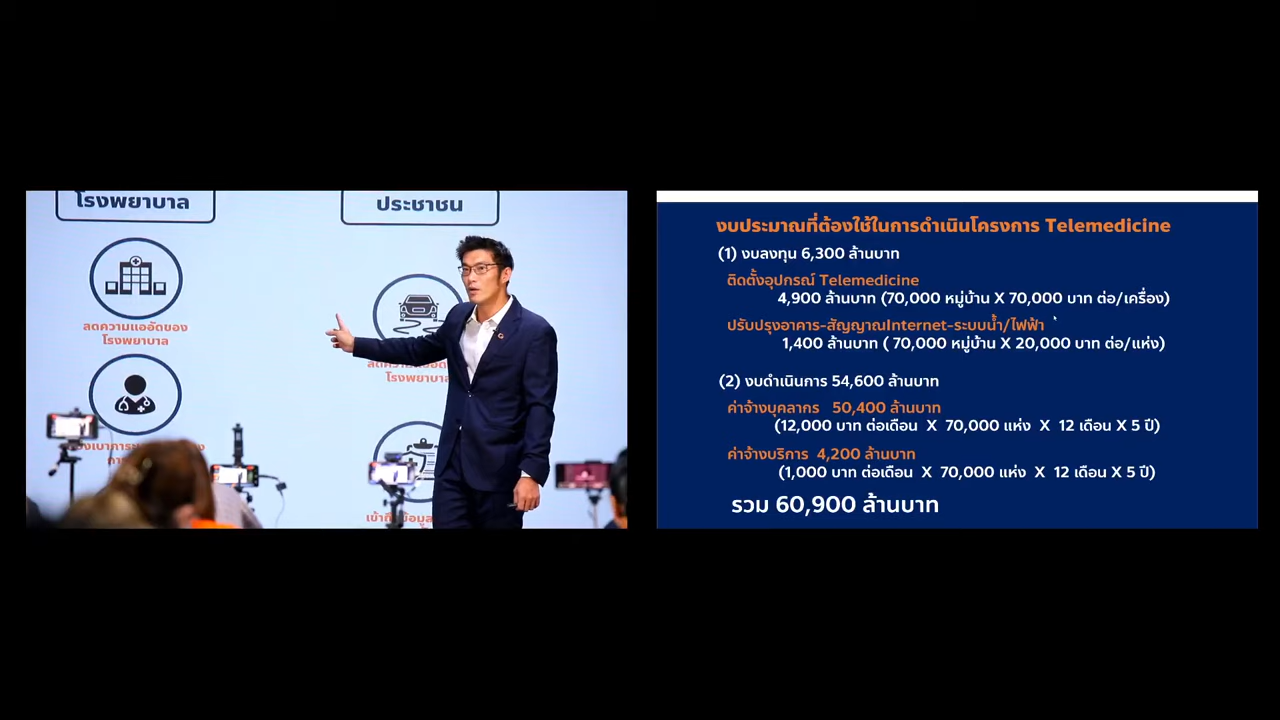 โรงพยาบาล
ลดความแออัดของ
โรงพยาบาล
ประชาชน
โรงพยาบาล
งบประมาณที่ต้องใช้ในการดำเนินโครงการ Telemedicine
(1) งบลงทุน 6,300 ล้านบาท
ติดตั้งอุปกรณ์ Telemedicine
4,900 ล้านบาท (70,000 หมู่บ้าน X 70,000 บาท ต่อ/เครื่อง)
ปรับปรุงอาคาร-สัญญาณInternet-ระบบน้ำ/ไฟฟ้า
1,400 ล้านบาท ( 70,000 หมู่บ้าน X 20,000 บาท ต่อ/แห่ง)
(2) งบดำเนินการ 54,600 ล้านบาท
ค่าจ้างบุคลากร 50,400 ล้านบาท
(12,000 บาท ต่อเดือน X 70,000 แห่ง X 12 เดือน X 5 ปี)
ค่าจ้างบริการ 4,200 ล้านบาท
(1,000 บาท ต่อเดือน X 70,000 แห่ง X 12 เดือน X 5 ปี)
รวม 60,900 ล้านบาท